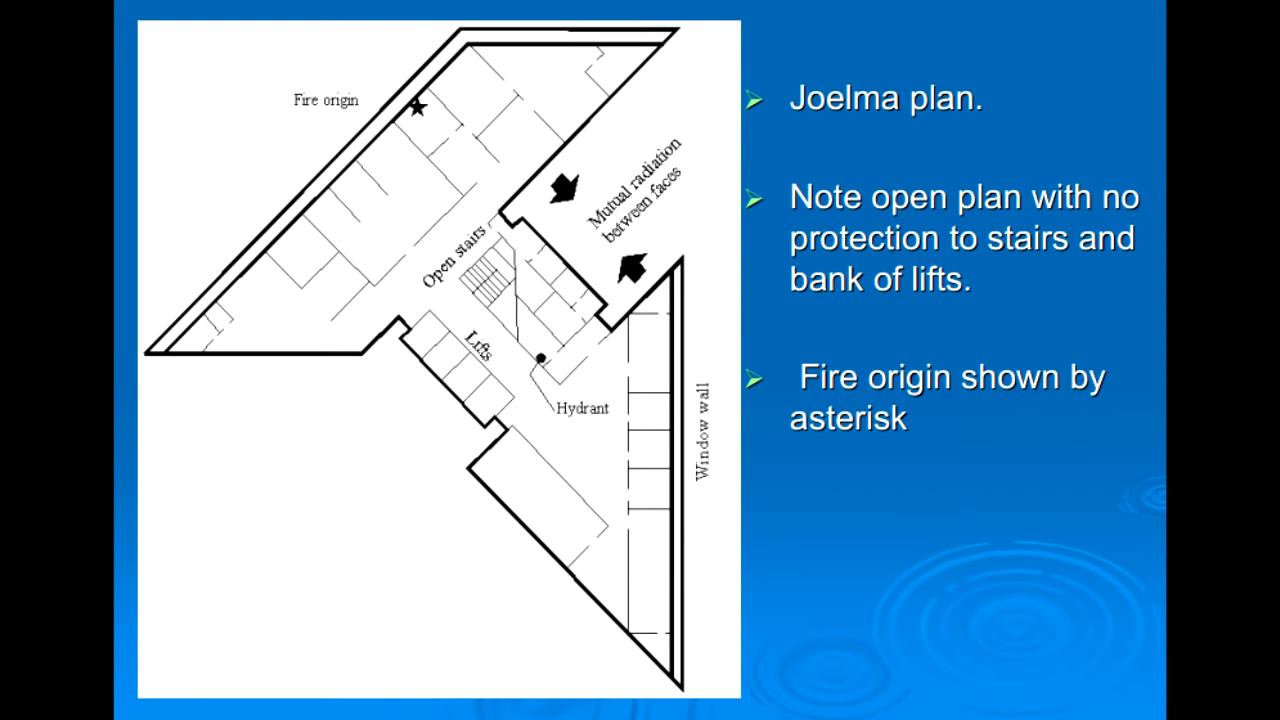 Fire origin
Mutual radiation
between faces
Open stairs
Lifts
Hydrant
Window wall
Joelma plan.
Note open plan with no
protection to stairs and
bank of lifts.
Fire origin shown by
asterisk